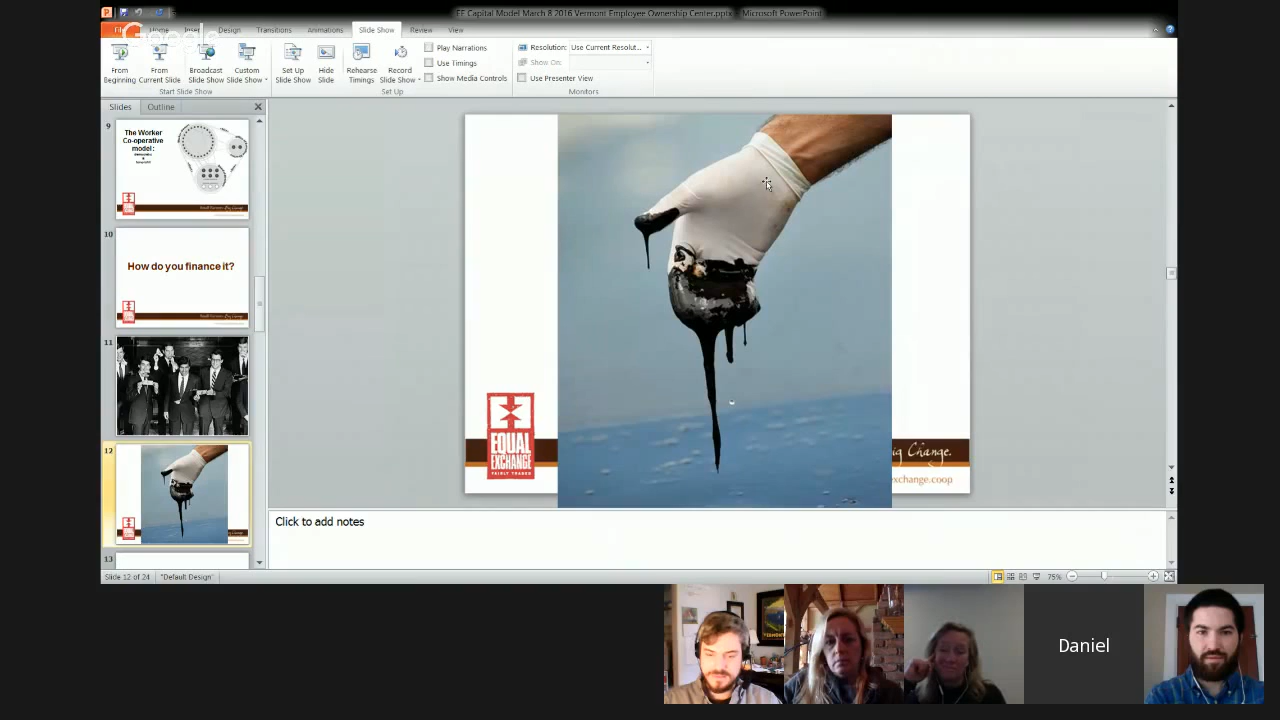 EE Capital Model March 8 2016 Vermont Employee Ownership Center.pptx - Microsoft PowerPoint
Google
File Home Insert Design Transitions Animations Slide Show Review View
From Beginning
From Current Slide
Broadcast Slide Show
Custom Slide Show
Set Up Slide Show
Hide Slide
Rehearse Timings
Record Slide Show
Play Narrations
Use Timings
Show Media Controls
Resolution: Use Current Resolut...
Show On:
Use Presenter View
Start Slide Show
Set Up
Monitors
Slides Outline
9
The Worker
Co-operative
model:
10
How do you finance it?
11
12
13
EQUAL
EXCHANGE
FAIRLY TRADED
g Change.
xchange.coop
Click to add notes
Slide 12 of 24
"Default Design"
75%
Daniel